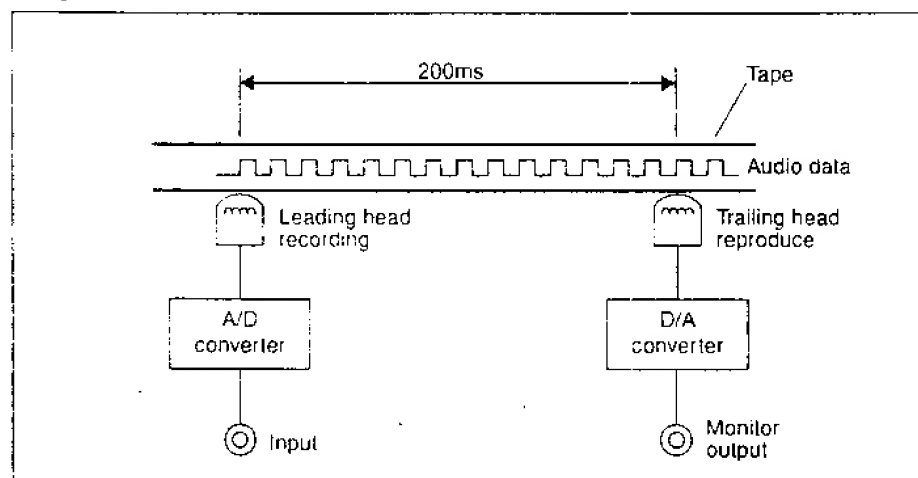 200ms
Tape
Audio data
Leading head
recording
Trailing head
reproduce
A/D
converter
D/A
converter
Input
Monitor
output